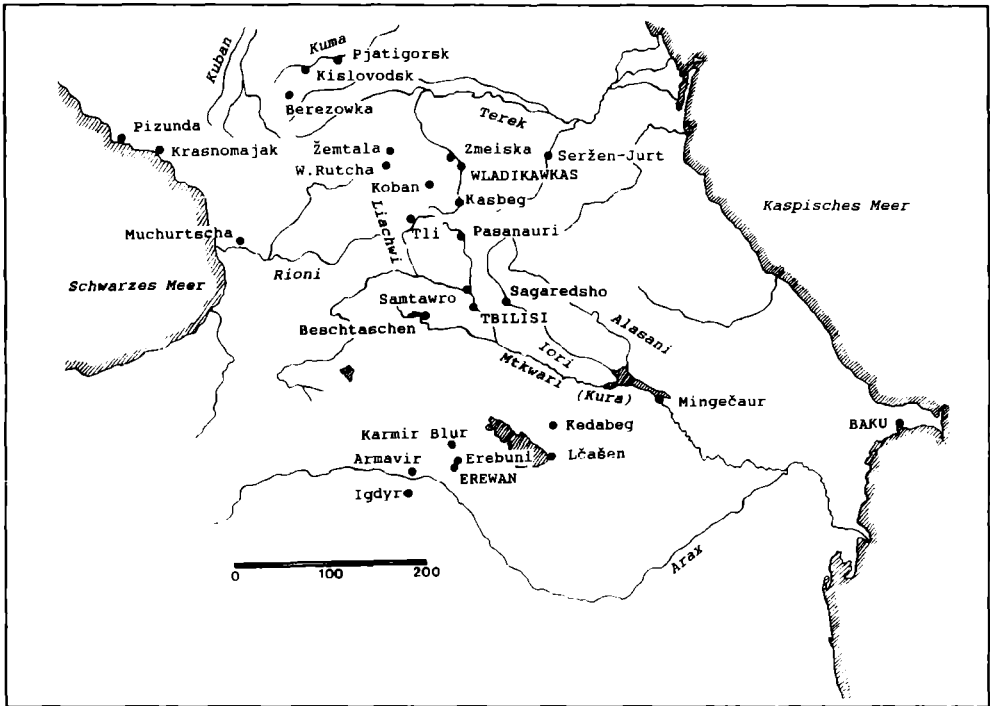 Kuban
Kuma
Pjatigorsk
Kislovodsk
Berezowka
Terek
Pizunda
Krasnomajak
Žemtala
Zmeiska
Seržen-Jurt
W.Rutcha
WLADIKAWKAS
Koban
Kasbeg
Kaspisches Meer
Liachwi
Muchurtscha
Tli
Pasanauri
Rioni
Schwarzes Meer
Samtawro
Sagaredsho
TBILISI
Beschtaschen
Alasani
Iori
Mtkwari
(Kura)
Mingečaur
Kedabeg
BAKU
Karmir Blur
Armavir
Erebuni
Lčašen
EREWAN
Igdyr
Arax
0 100 200